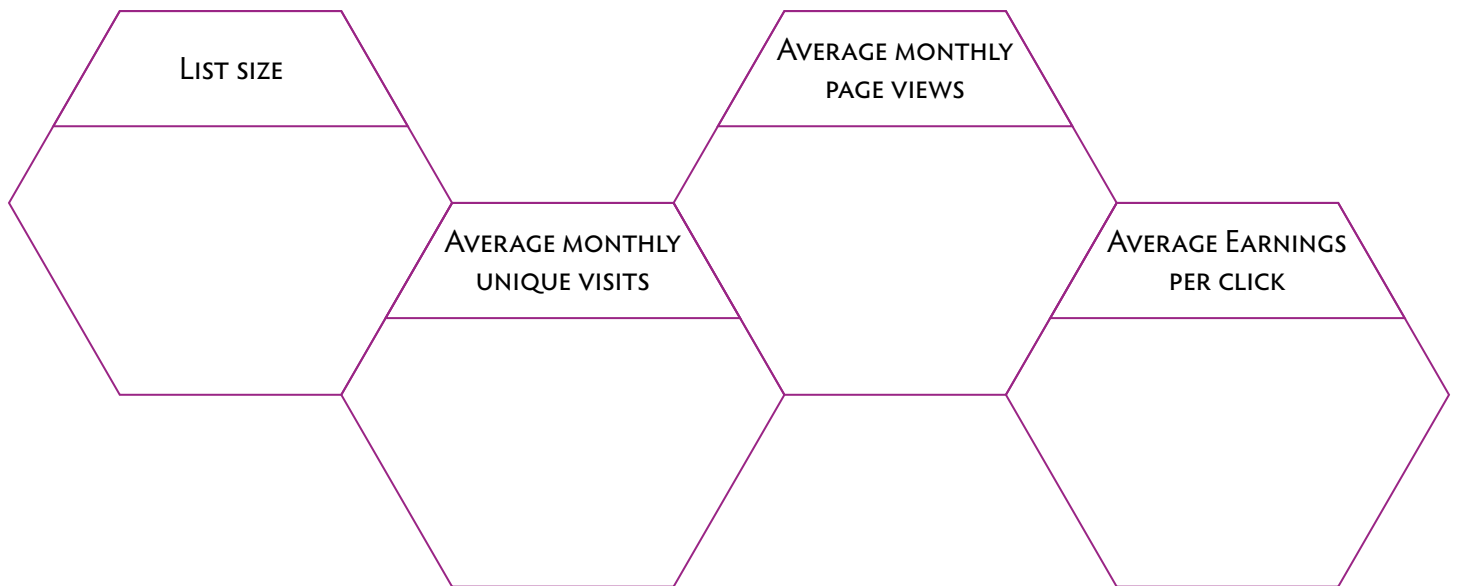 List size
Average monthly
page views
Average monthly
unique visits
Average Earnings
per click